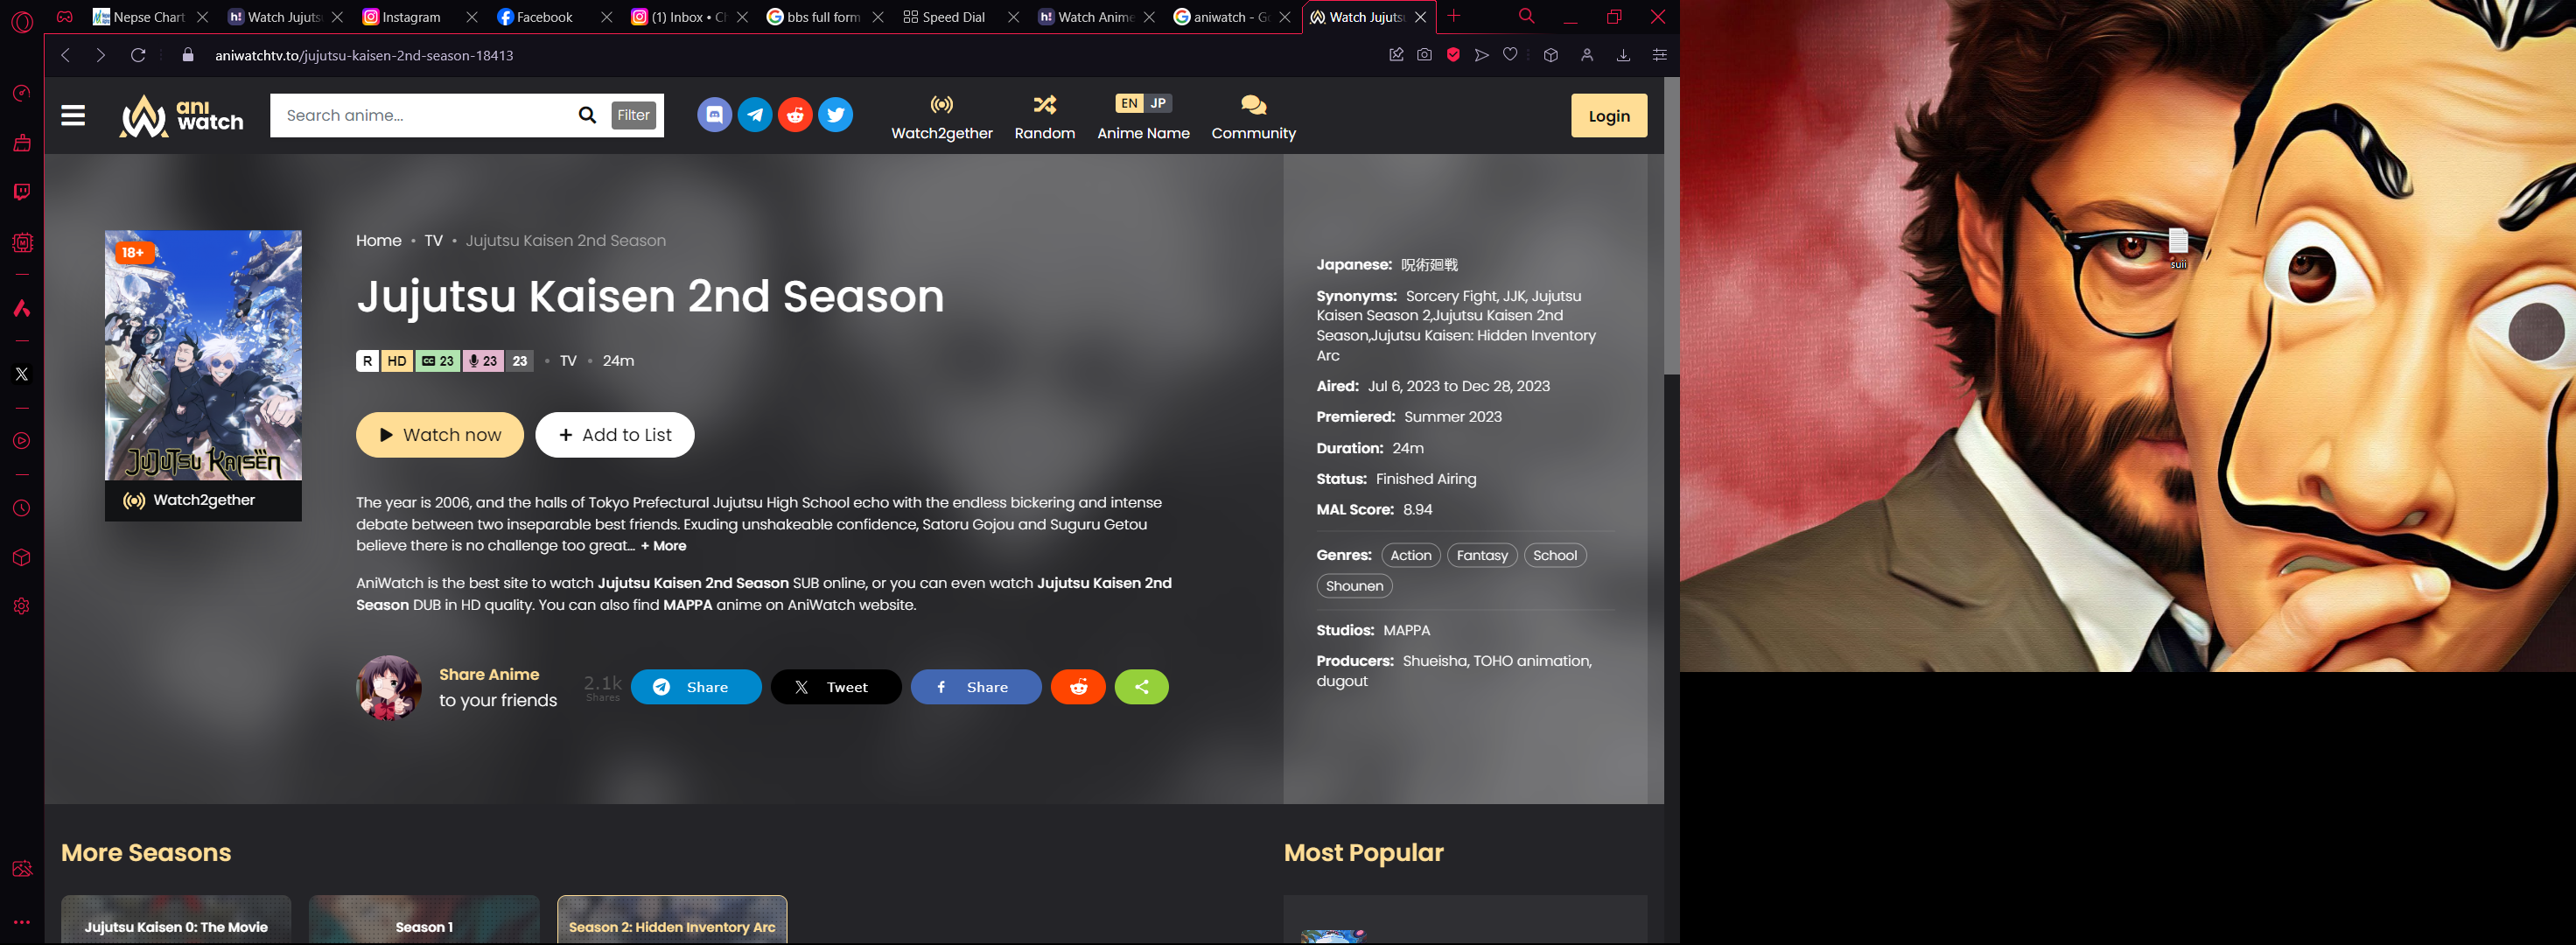 Nepse Chart
Watch Jujuts
Instagram
Facebook
(1) Inbox • C
bbs full form
Speed Dial
Watch Anime
aniwatch - G
Watch Jujuts
aniwatchtv.to/jujutsu-kaisen-2nd-season-18413
ani
watch
Search anime...
Filter
EN JP
Watch2gether
Random
Anime Name
Community
Login
18+
JUJUTSU KAISEN
Watch2gether
Home • TV • Jujutsu Kaisen 2nd Season
Jujutsu Kaisen 2nd Season
R HD CC 23 23 23 • TV • 24m
Watch now
+ Add to List
The year is 2006, and the halls of Tokyo Prefectural Jujutsu High School echo with the endless bickering and intense
debate between two inseparable best friends. Exuding unshakeable confidence, Satoru Gojou and Suguru Getou
believe there is no challenge too great... + More
AniWatch is the best site to watch Jujutsu Kaisen 2nd Season SUB online, or you can even watch Jujutsu Kaisen 2nd
Season DUB in HD quality. You can also find MAPPA anime on AniWatch website.
Share Anime
to your friends
2.1k
Shares
Share
Tweet
Share
Japanese: 呪術廻戦
Synonyms: Sorcery Fight, JJK, Jujutsu
Kaisen Season 2,Jujutsu Kaisen 2nd
Season,Jujutsu Kaisen: Hidden Inventory
Arc
Aired: Jul 6, 2023 to Dec 28, 2023
Premiered: Summer 2023
Duration: 24m
Status: Finished Airing
MAL Score: 8.94
Genres: Action Fantasy School
Shounen
Studios: MAPPA
Producers: Shueisha, TOHO animation,
dugout
More Seasons
Jujutsu Kaisen 0: The Movie
Season 1
Season 2: Hidden Inventory Arc
Most Popular
suii